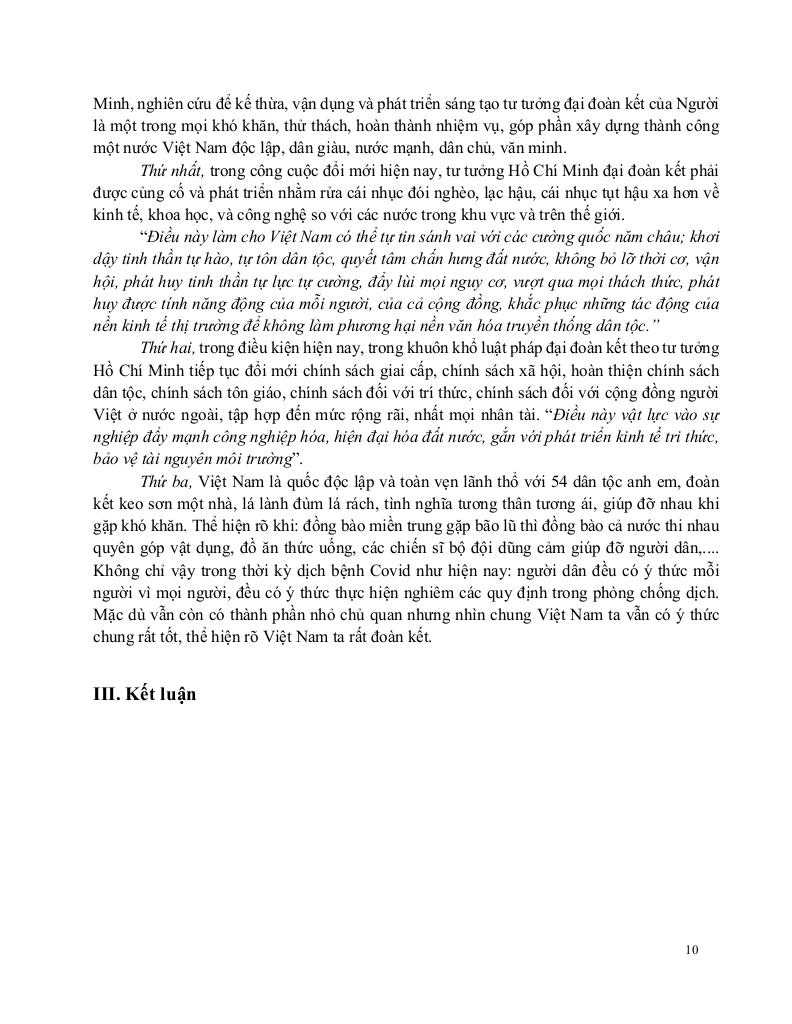 Minh, nghiên cứu để kế thừa, vận dụng và phát triển sáng tạo tư tưởng đại đoàn kết của Người
là một trong mọi khó khăn, thử thách, hoàn thành nhiệm vụ, góp phần xây dựng thành công
một nước Việt Nam độc lập, dân giàu, nước mạnh, dân chủ, văn minh.
Thứ nhất, trong công cuộc đổi mới hiện nay, tư tưởng Hồ Chí Minh đại đoàn kết phải
được củng cố và phát triển nhằm rửa cái nhục đói nghèo, lạc hậu, cái nhục tụt hậu xa hơn về
kinh tế, khoa học, và công nghệ so với các nước trong khu vực và trên thế giới.
“Điều này làm cho Việt Nam có thể tự tin sánh vai với các cường quốc năm châu; khơi
dậy tinh thần tự hào, tự tôn dân tộc, quyết tâm chấn hưng đất nước, không bỏ lỡ thời cơ, vận
hội, phát huy tinh thần tự lực tự cường, đẩy lùi mọi nguy cơ, vượt qua mọi thách thức, phát
huy được tính năng động của mỗi người, của cả cộng đồng, khắc phục những tác động của
nền kinh tế thị trường để không làm phương hại nền văn hóa truyền thống dân tộc.”
Thứ hai, trong điều kiện hiện nay, trong khuôn khổ luật pháp đại đoàn kết theo tư tưởng
Hồ Chí Minh tiếp tục đổi mới chính sách giai cấp, chính sách xã hội, hoàn thiện chính sách
dân tộc, chính sách tôn giáo, chính sách đối với trí thức, chính sách đối với cộng đồng người
Việt ở nước ngoài, tập hợp đến mức rộng rãi, nhất mọi nhân tài. “Điều này vật lực vào sự
nghiệp đẩy mạnh công nghiệp hóa, hiện đại hóa đất nước, gắn với phát triển kinh tế tri thức,
bảo vệ tài nguyên môi trường”.
Thứ ba, Việt Nam là quốc độc lập và toàn vẹn lãnh thổ với 54 dân tộc anh em, đoàn
kết keo sơn một nhà, lá lành đùm lá rách, tình nghĩa tương thân tương ái, giúp đỡ nhau khi
gặp khó khăn. Thể hiện rõ khi: đồng bào miền trung gặp bão lũ thì đồng bào cả nước thi nhau
quyên góp vật dụng, đồ ăn thức uống, các chiến sĩ bộ đội dũng cảm giúp đỡ người dân,....
Không chỉ vậy trong thời kỳ dịch bệnh Covid như hiện nay: người dân đều có ý thức mỗi
người vì mọi người, đều có ý thức thực hiện nghiêm các quy định trong phòng chống dịch.
Mặc dù vẫn còn có thành phần nhỏ chủ quan nhưng nhìn chung Việt Nam ta vẫn có ý thức
chung rất tốt, thể hiện rõ Việt Nam ta rất đoàn kết.
III. Kết luận
10